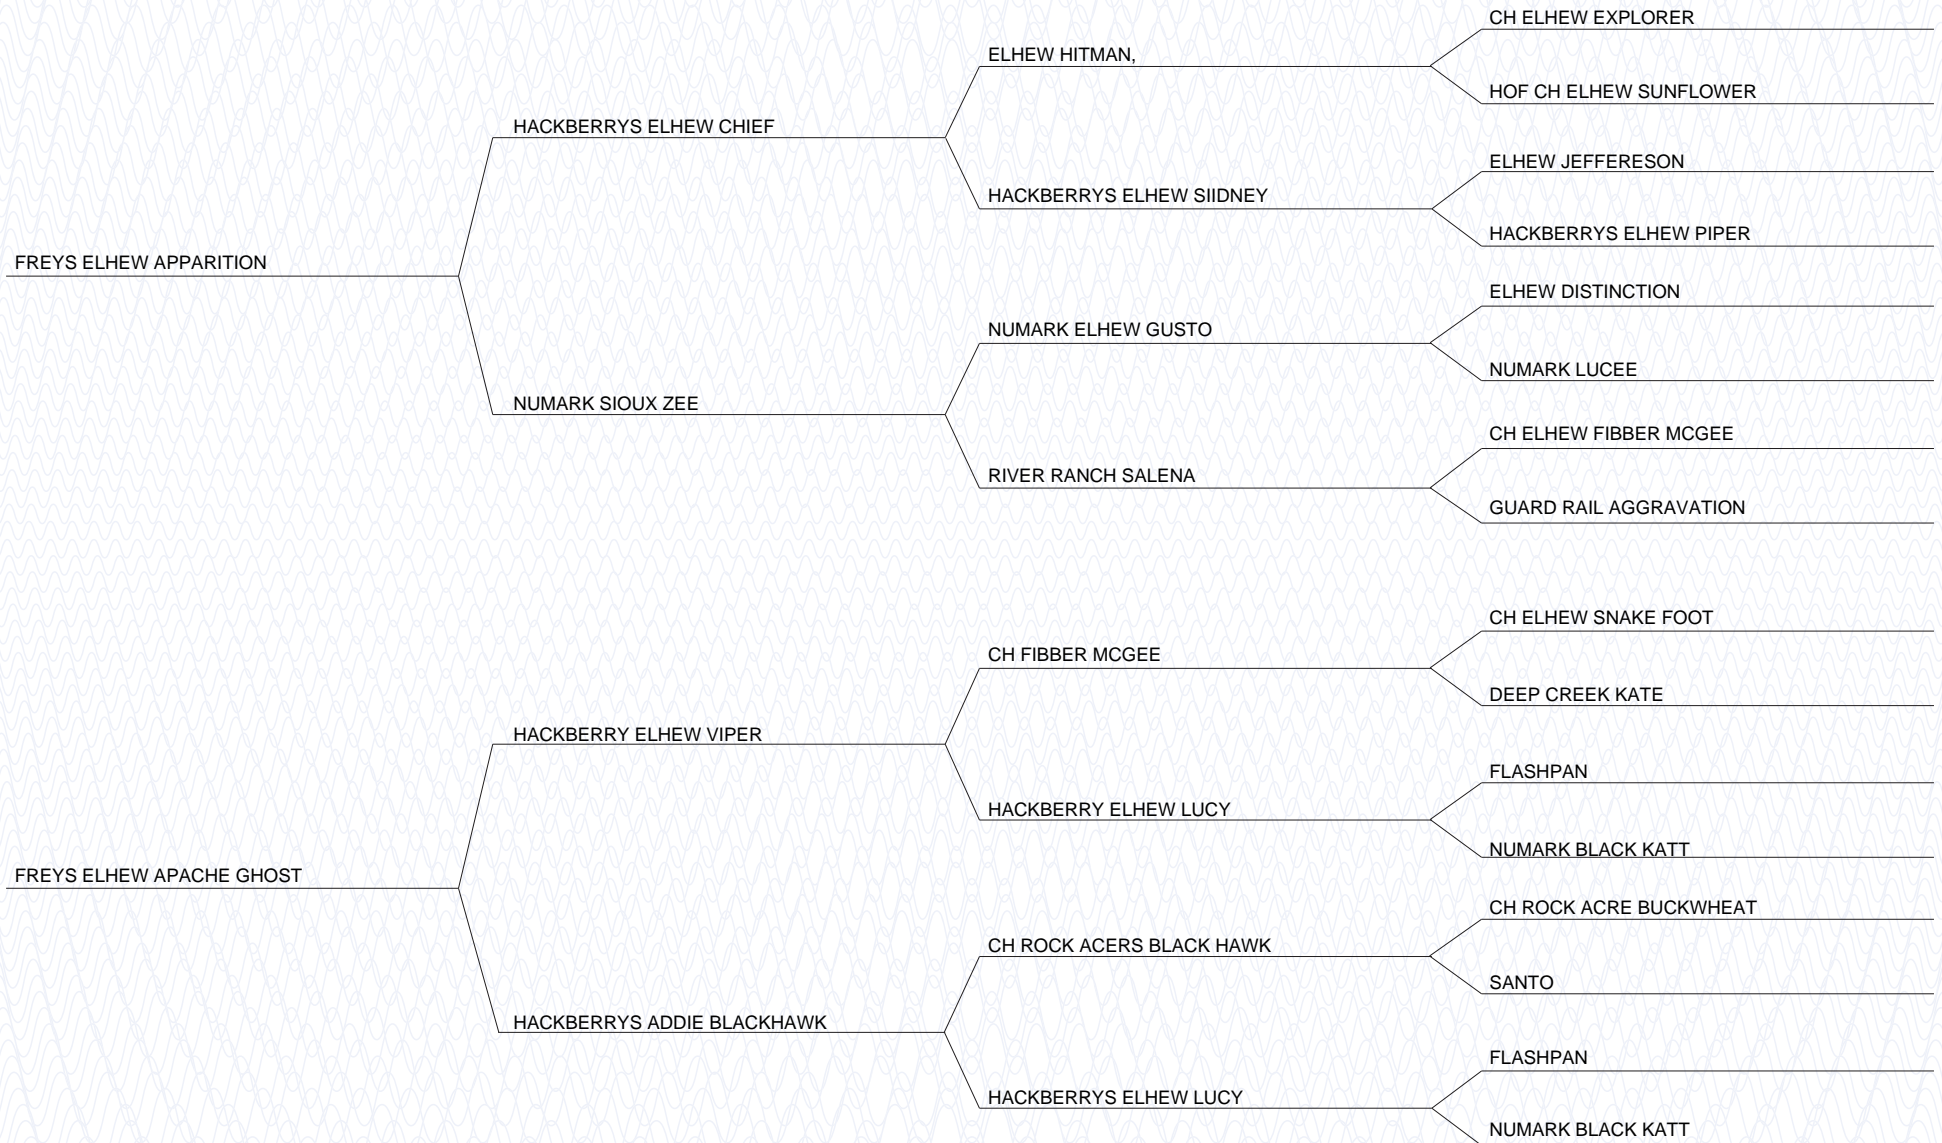 CH ELHEW EXPLORER
ELHEW HITMAN,
HOF CH ELHEW SUNFLOWER
HACKBERRYS ELHEW CHIEF
ELHEW JEFFERESON
HACKBERRYS ELHEW SIIDNEY
HACKBERRYS ELHEW PIPER
FREYS ELHEW APPARITION
ELHEW DISTINCTION
NUMARK ELHEW GUSTO
NUMARK LUCEE
NUMARK SIOUX ZEE
CH ELHEW FIBBER MCGEE
RIVER RANCH SALENA
GUARD RAIL AGGRAVATION
CH ELHEW SNAKE FOOT
CH FIBBER MCGEE
DEEP CREEK KATE
HACKBERRY ELHEW VIPER
FLASHPAN
HACKBERRY ELHEW LUCY
NUMARK BLACK KATT
FREYS ELHEW APACHE GHOST
CH ROCK ACRE BUCKWHEAT
CH ROCK ACERS BLACK HAWK
SANTO
HACKBERRYS ADDIE BLACKHAWK
FLASHPAN
HACKBERRYS ELHEW LUCY
NUMARK BLACK KATT